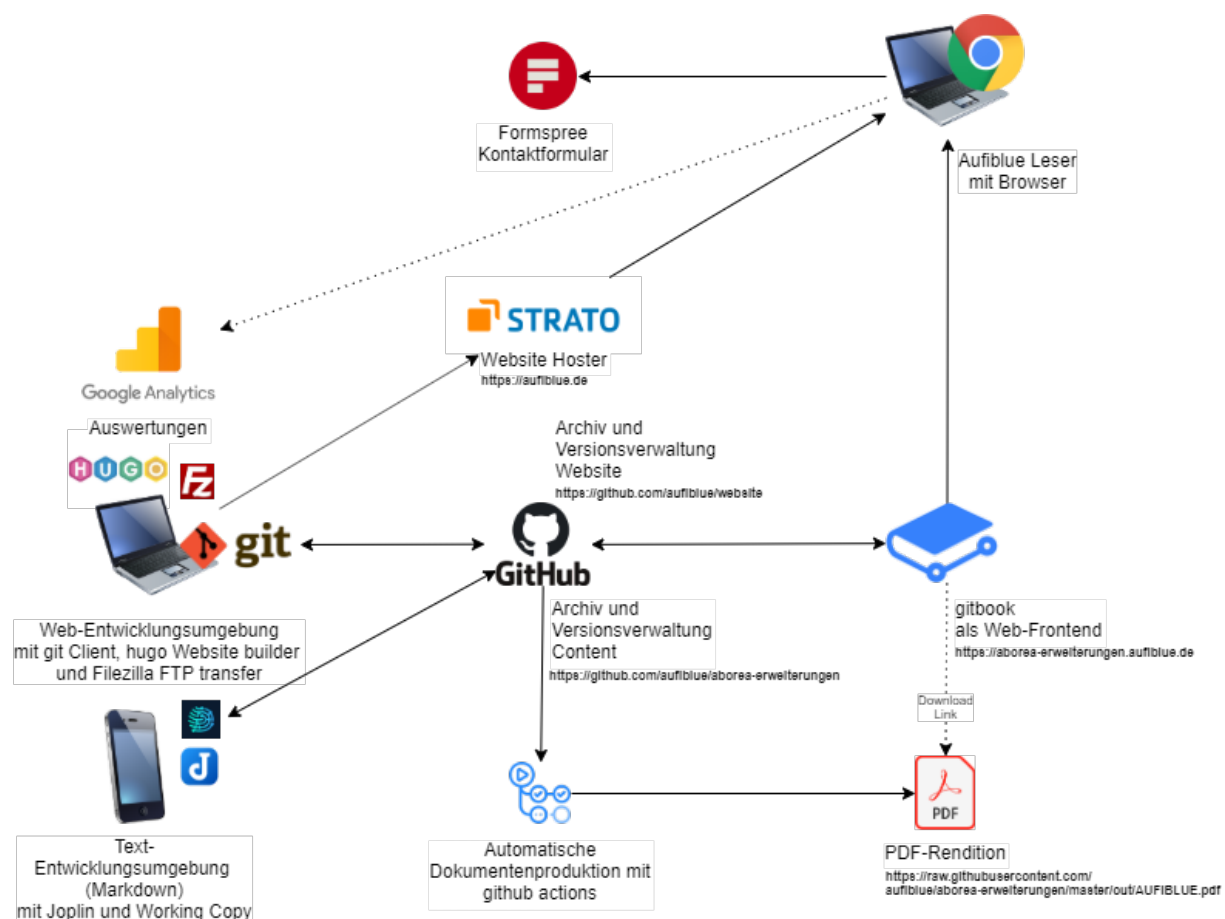 Formspree
Kontaktformular
Aufiblue Leser
mit Browser
STRATO
Website Hoster
https://aufiblue.de
Google Analytics
Auswertungen
HUGO
Fz
git
Archiv und
Versionsverwaltung
Website
https://github.com/aufiblue/website
GitHub
Archiv und
Versionsverwaltung
Content
https://github.com/aufiblue/aborea-erweiterungen
gitbook
als Web-Frontend
https://aborea-erweiterungen.aufiblue.de
Web-Entwicklungsumgebung
mit git Client, hugo Website builder
und Filezilla FTP transfer
Download
Link
J
PDF
Text-
Entwicklungsumgebung
(Markdown)
mit Joplin und Working Copy
Automatische
Dokumentenproduktion mit
github actions
PDF-Rendition
https://raw.githubusercontent.com/
aufiblue/aborea-erweiterungen/master/out/AUFIBLUE.pdf